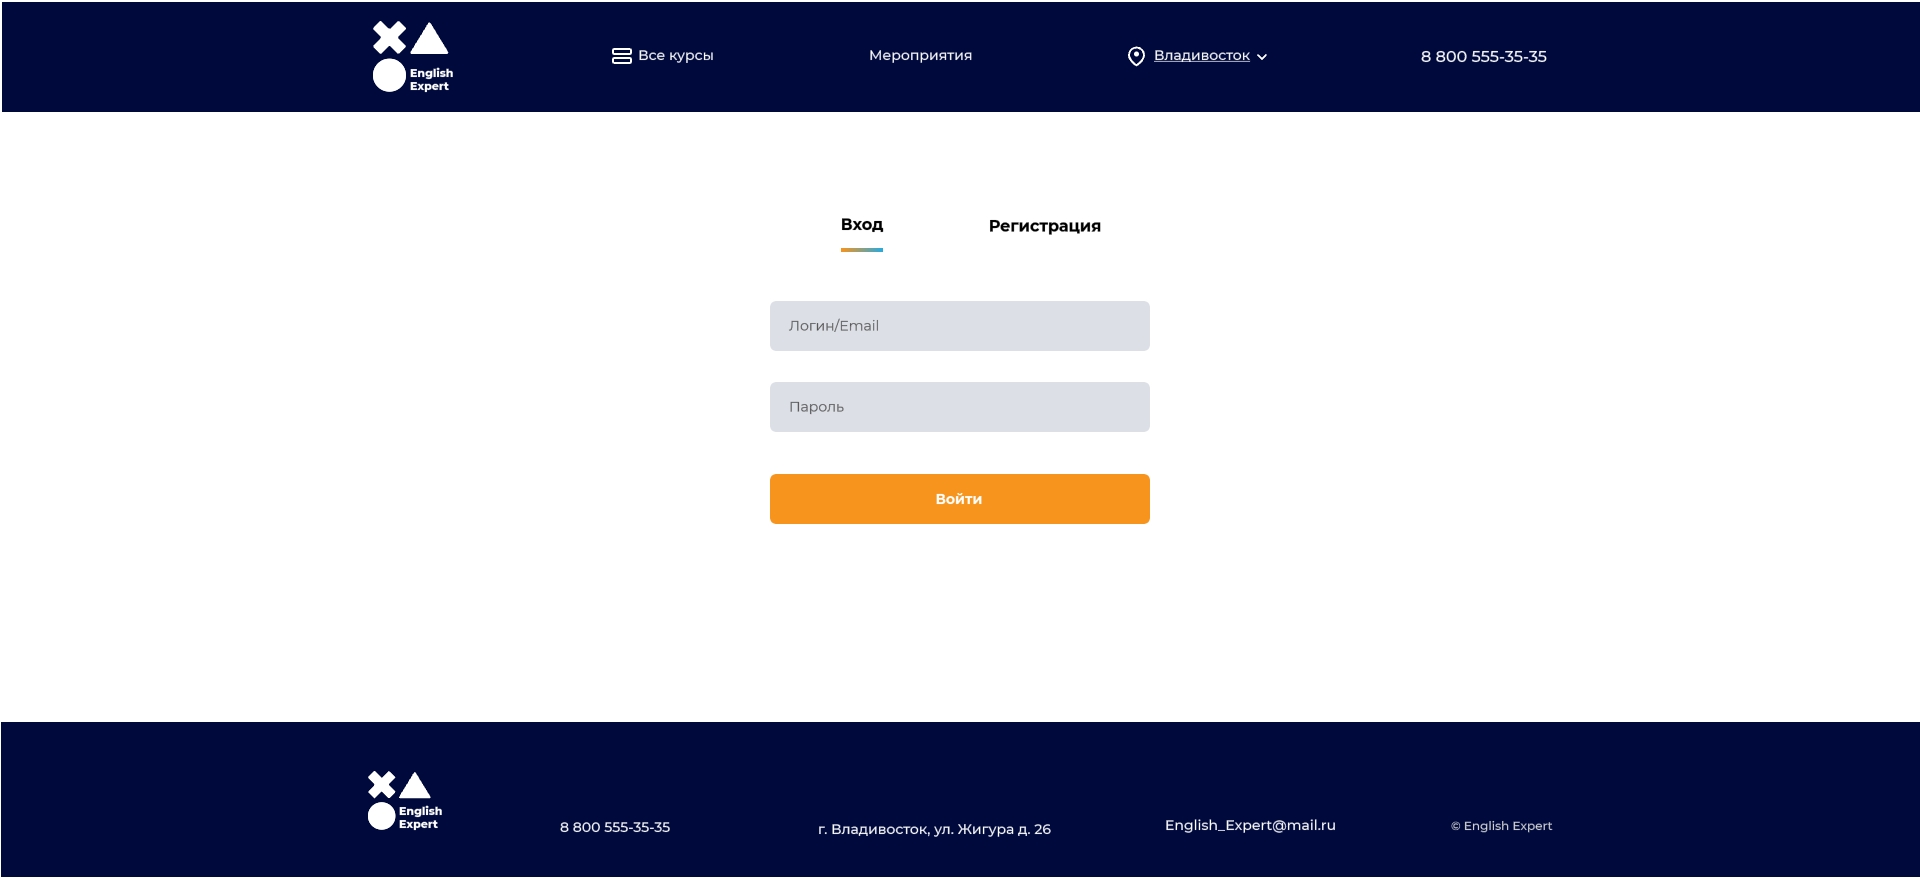 English
Expert
Все курсы
Мероприятия
Владивосток
8 800 555-35-35
Вход
Регистрация
Логин/Email
Пароль
Войти
English
Expert
8 800 555-35-35
г. Владивосток, ул. Жигура д. 26
English_Expert@mail.ru
© English Expert